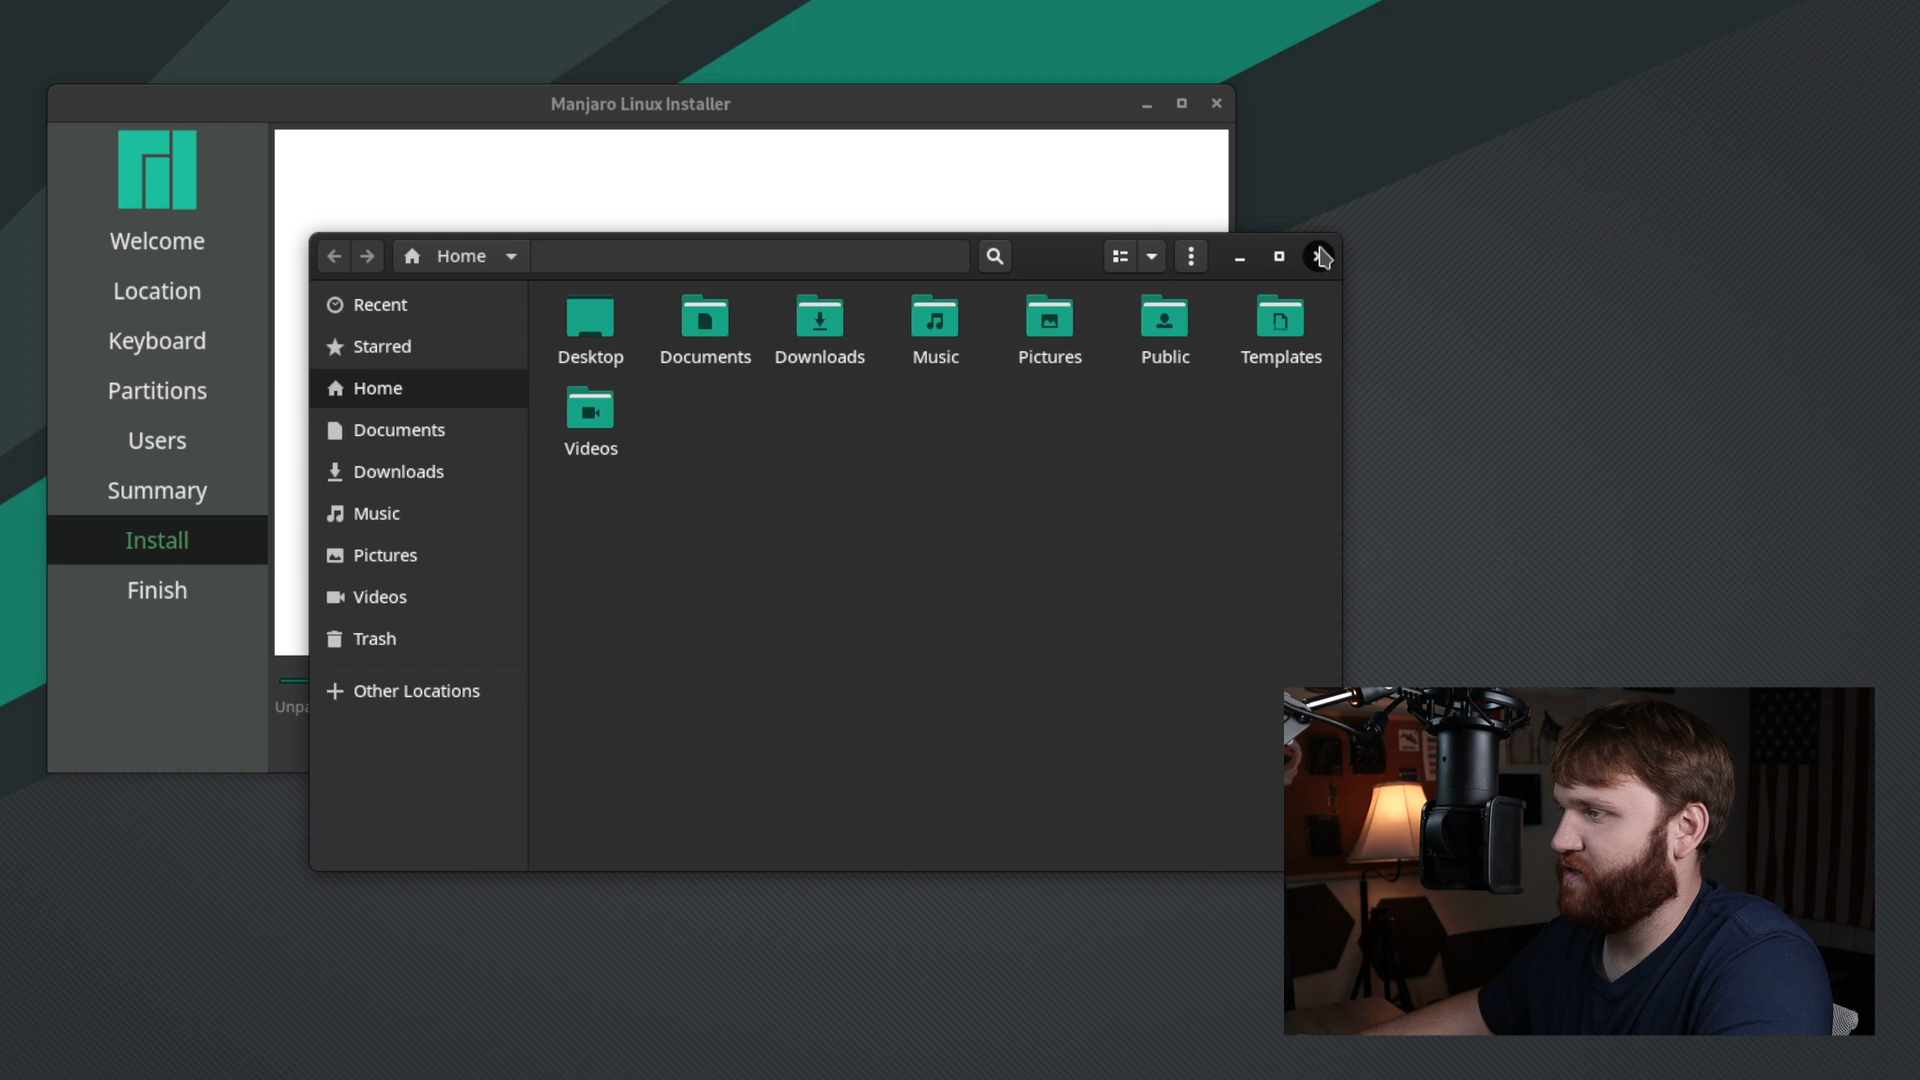 Manjaro Linux Installer
Welcome
Location
Keyboard
Partitions
Users
Summary
Install
Finish
Home
Recent
Starred
Home
Documents
Downloads
Music
Pictures
Videos
Trash
Other Locations
Desktop
Documents
Downloads
Music
Pictures
Public
Templates
Videos
Unpa